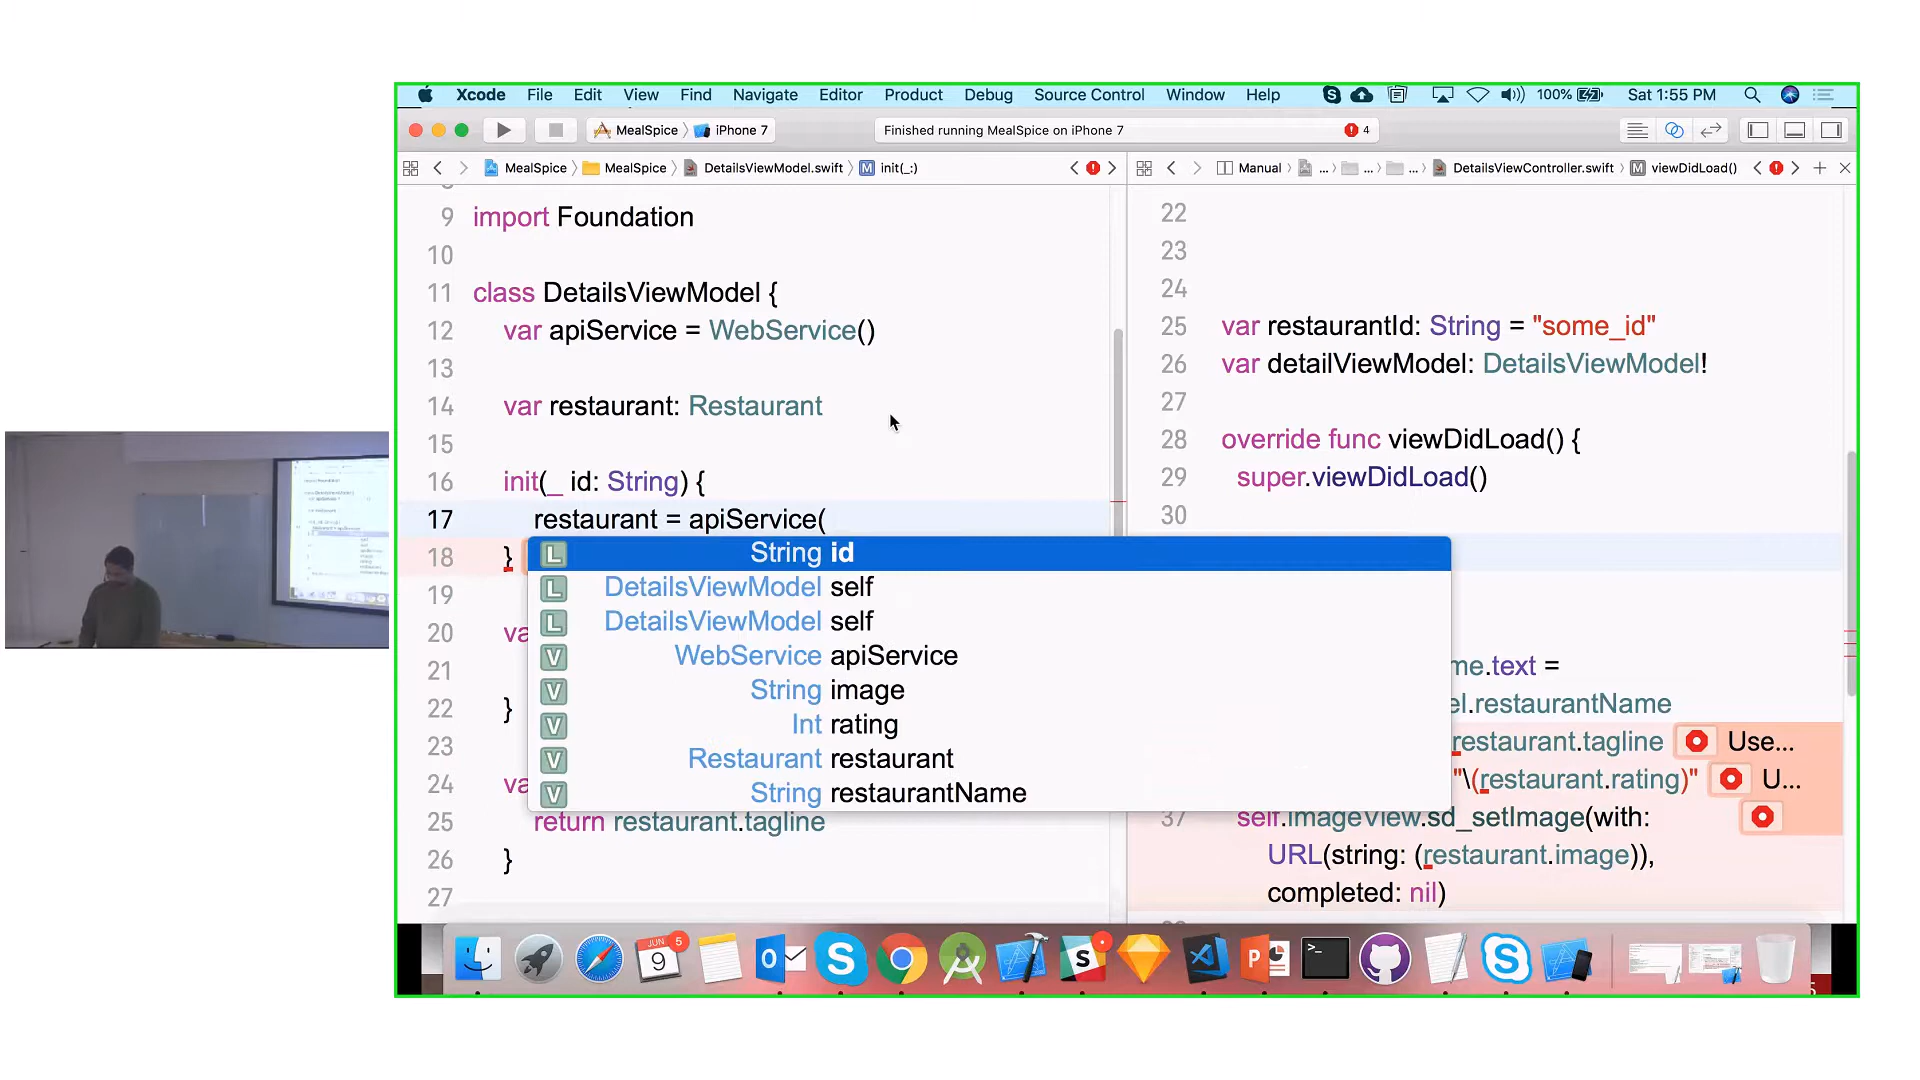 Xcode File Edit View Find Navigate Editor Product Debug Source Control Window Help 100% Sat 1:55 PM
MealSpice iPhone 7 Finished running MealSpice on iPhone 7 4
MealSpice MealSpice DetailsViewModel.swift M init(_:)
Manual ... ... ... DetailsViewController.swift M viewDidLoad()
9 import Foundation
10
11 class DetailsViewModel {
12 var apiService = WebService()
13
14 var restaurant: Restaurant
15
16 init(_ id: String) {
17 restaurant = apiService(
18 }
19
20 va
21
22 }
23
24 va
25 return restaurant.tagline
26 }
27
L String id
L DetailsViewModel self
L DetailsViewModel self
V WebService apiService
V String image
V Int rating
V Restaurant restaurant
V String restaurantName
22
23
24
25 var restaurantId: String = "some_id"
26 var detailViewModel: DetailsViewModel!
27
28 override func viewDidLoad() {
29 super.viewDidLoad()
30
me.text =
el.restaurantName
restaurant.tagline Use...
"\(restaurant.rating)" U...
37 self.imageView.sd_setImage(with:
URL(string: (restaurant.image)),
completed: nil)
JUN 5
9